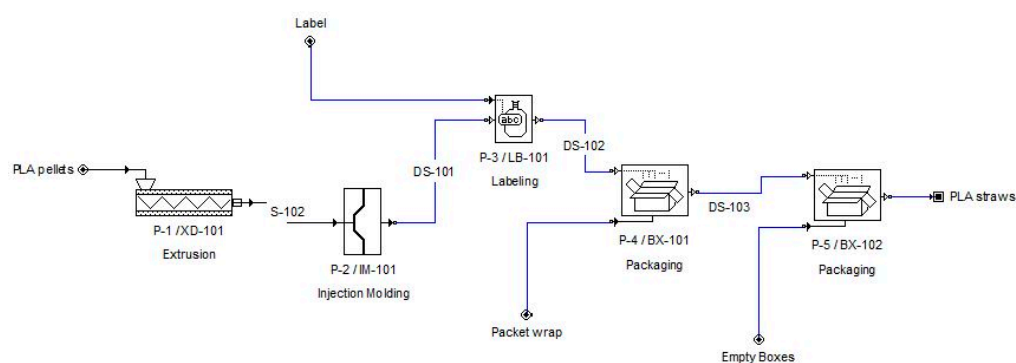 Label
abc
P-3 / LB-101
Labeling
DS-102
DS-101
PLA pellets
S-102
P-1 / XD-101
Extrusion
P-2 / IM-101
Injection Molding
P-4 / BX-101
Packaging
DS-103
P-5 / BX-102
Packaging
PLA straws
Packet wrap
Empty Boxes